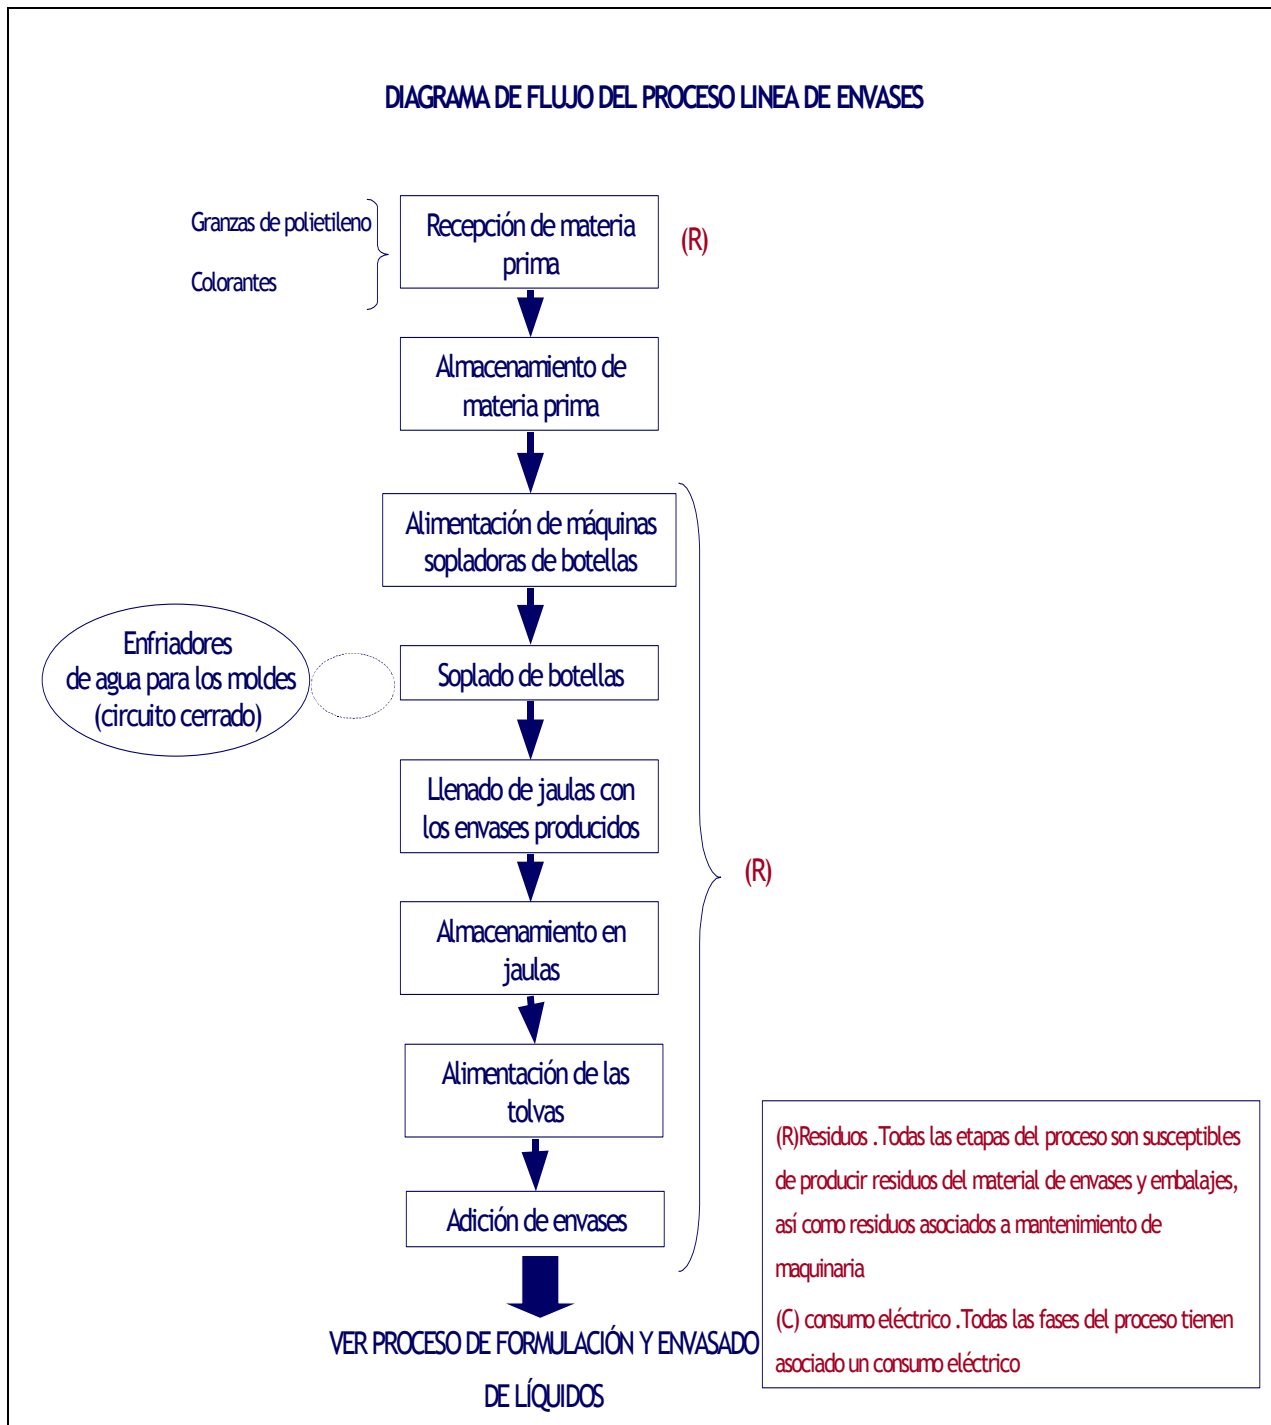 DIAGRAMA DE FLUJO DEL PROCESO LINEA DE ENVASES
Granzas de polietileno
Colorantes
Recepción de materia
prima
(R)
Almacenamiento de
materia prima
Alimentación de máquinas
sopladoras de botellas
Enfriadores
de agua para los moldes
(circuito cerrado)
Soplado de botellas
Llenado de jaulas con
los envases producidos
(R)
Almacenamiento en
jaulas
Alimentación de las
tolvas
Adición de envases
VER PROCESO DE FORMULACIÓN Y ENVASADO
DE LÍQUIDOS
(R)Residuos .Todas las etapas del proceso son susceptibles
de producir residuos del material de envases y embalajes,
así como residuos asociados a mantenimiento de
maquinaria
(C) consumo eléctrico .Todas las fases del proceso tienen
asociado un consumo eléctrico